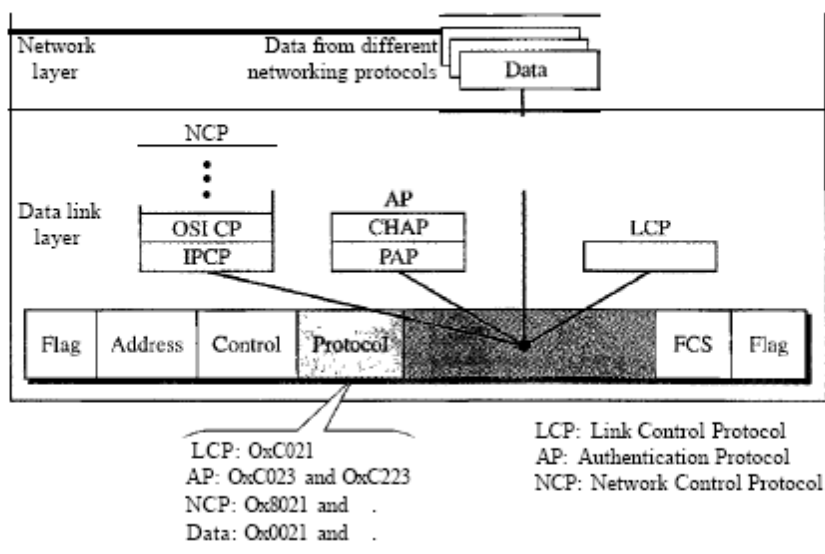 Network layer
Data from different networking protocols
Data
NCP
Data link layer
OSI CP
IPCP
AP
CHAP
PAP
LCP
Flag
Address
Control
Protocol
FCS
Flag
LCP: OxC021
AP: OxC023 and OxC223
NCP: Ox8021 and .
Data: Ox0021 and .
LCP: Link Control Protocol
AP: Authentication Protocol
NCP: Network Control Protocol